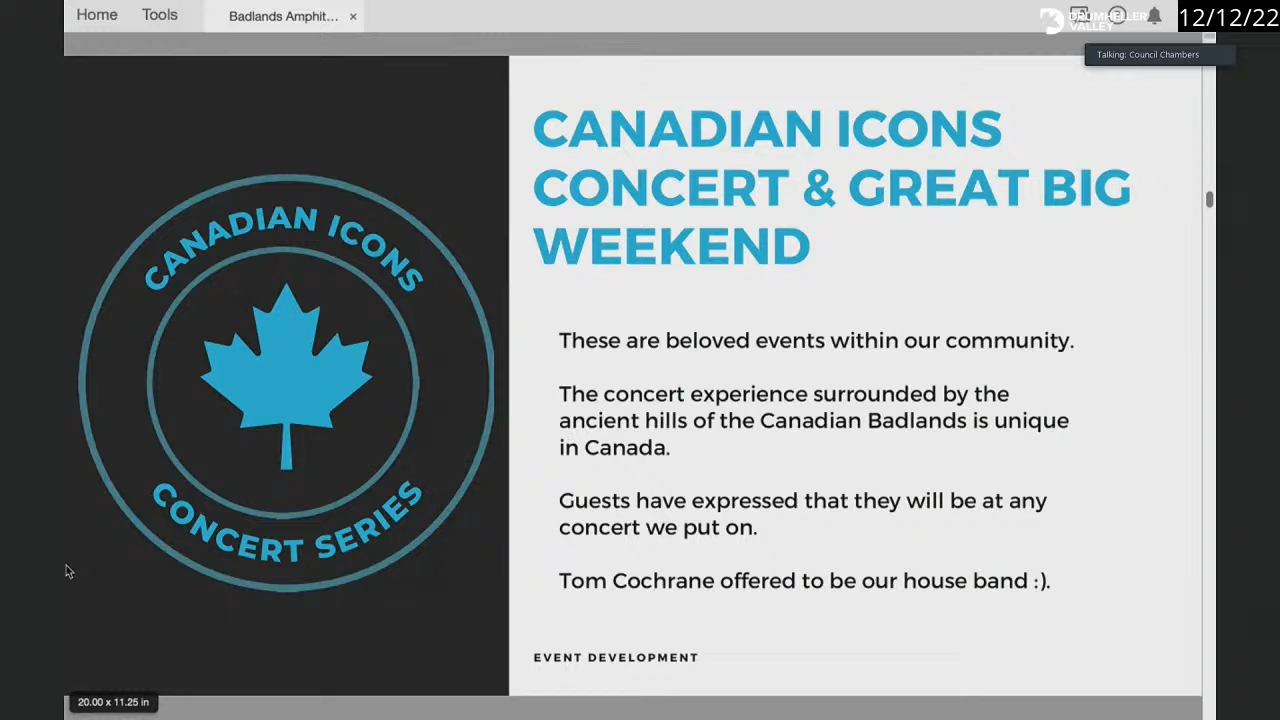 Home
Tools
Badlands Amphit... ×
DRUMHELLER
VALLEY
12/12/22
Talking: Council Chambers
CANADIAN ICONS
CONCERT SERIES
CANADIAN ICONS
CONCERT & GREAT BIG
WEEKEND
These are beloved events within our community.
The concert experience surrounded by the
ancient hills of the Canadian Badlands is unique
in Canada.
Guests have expressed that they will be at any
concert we put on.
Tom Cochrane offered to be our house band :).
EVENT DEVELOPMENT
20.00 x 11.25 in